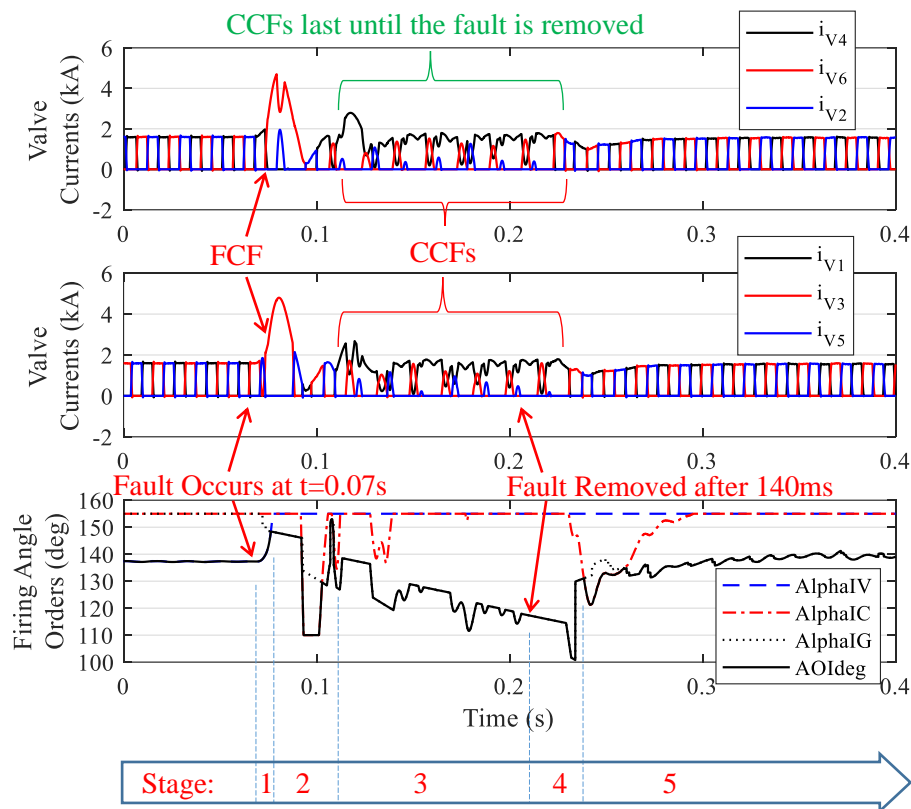 CCFs last until the fault is removed
6
4
2
0
-2
Valve
Currents (kA)
i_V4
i_V6
i_V2
0
0.1
0.2
0.3
0.4
FCF
CCFs
6
4
2
0
-2
Valve
Currents (kA)
i_V1
i_V3
i_V5
0
0.1
0.2
0.3
0.4
Fault Occurs at t=0.07s
Fault Removed after 140ms
160
150
140
130
120
110
100
Firing Angle
Orders (deg)
AlphaIV
AlphaIC
AlphaIG
AOIdeg
0
0.1
0.2
0.3
0.4
Time (s)
Stage: 1 2 3 4 5